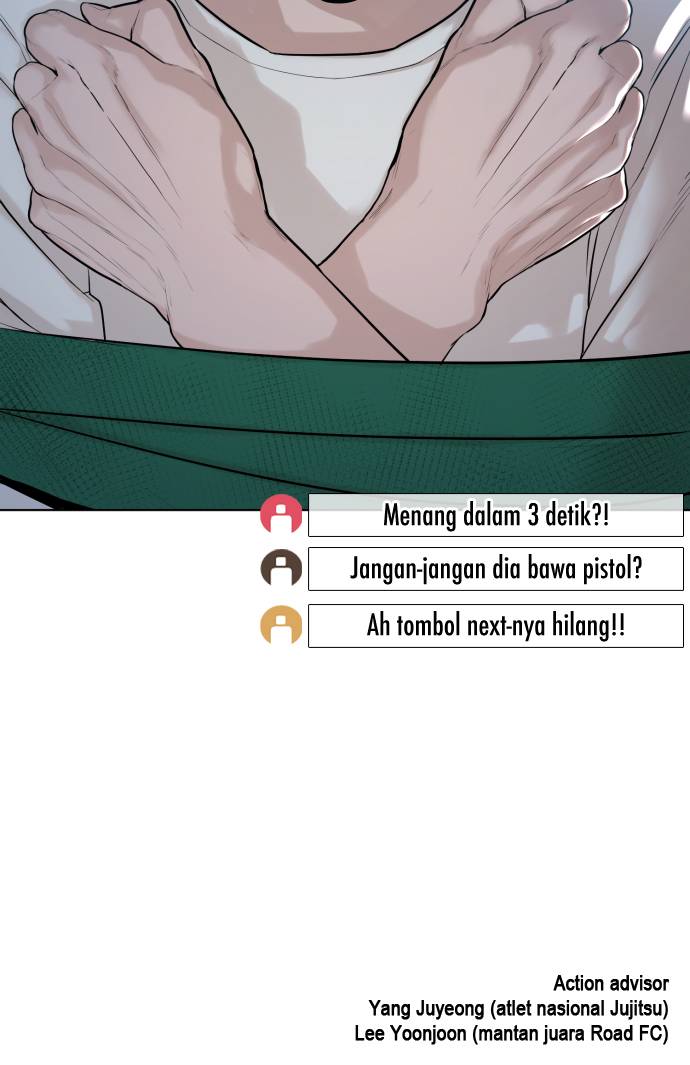 Menang dalam 3 detik?!
Jangan-jangan dia bawa pistol?
Ah tombol next-nya hilang!!
Action advisor
Yang Juyeong (atlet nasional Jujitsu)
Lee Yoonjoon (mantan juara Road FC)